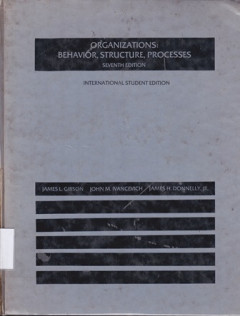 ORGANIZATIONS:
BEHAVIOR, STRUCTURE, PROCESSES
SEVENTH EDITION
INTERNATIONAL STUDENT EDITION
JAMES L. GIBSON / JOHN M. IVANCEVICH / JAMES H. DONNELLY, JR.